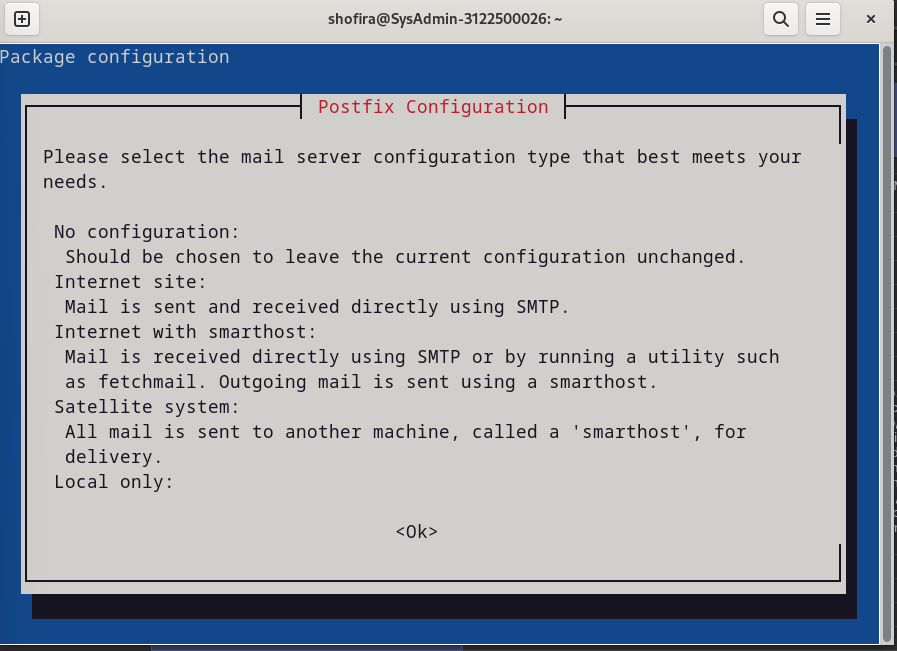 shofira@SysAdmin-3122500026: ~
Package configuration
Postfix Configuration
Please select the mail server configuration type that best meets your
needs.
No configuration:
Should be chosen to leave the current configuration unchanged.
Internet site:
Mail is sent and received directly using SMTP.
Internet with smarthost:
Mail is received directly using SMTP or by running a utility such
as fetchmail. Outgoing mail is sent using a smarthost.
Satellite system:
All mail is sent to another machine, called a 'smarthost', for
delivery.
Local only:
<Ok>